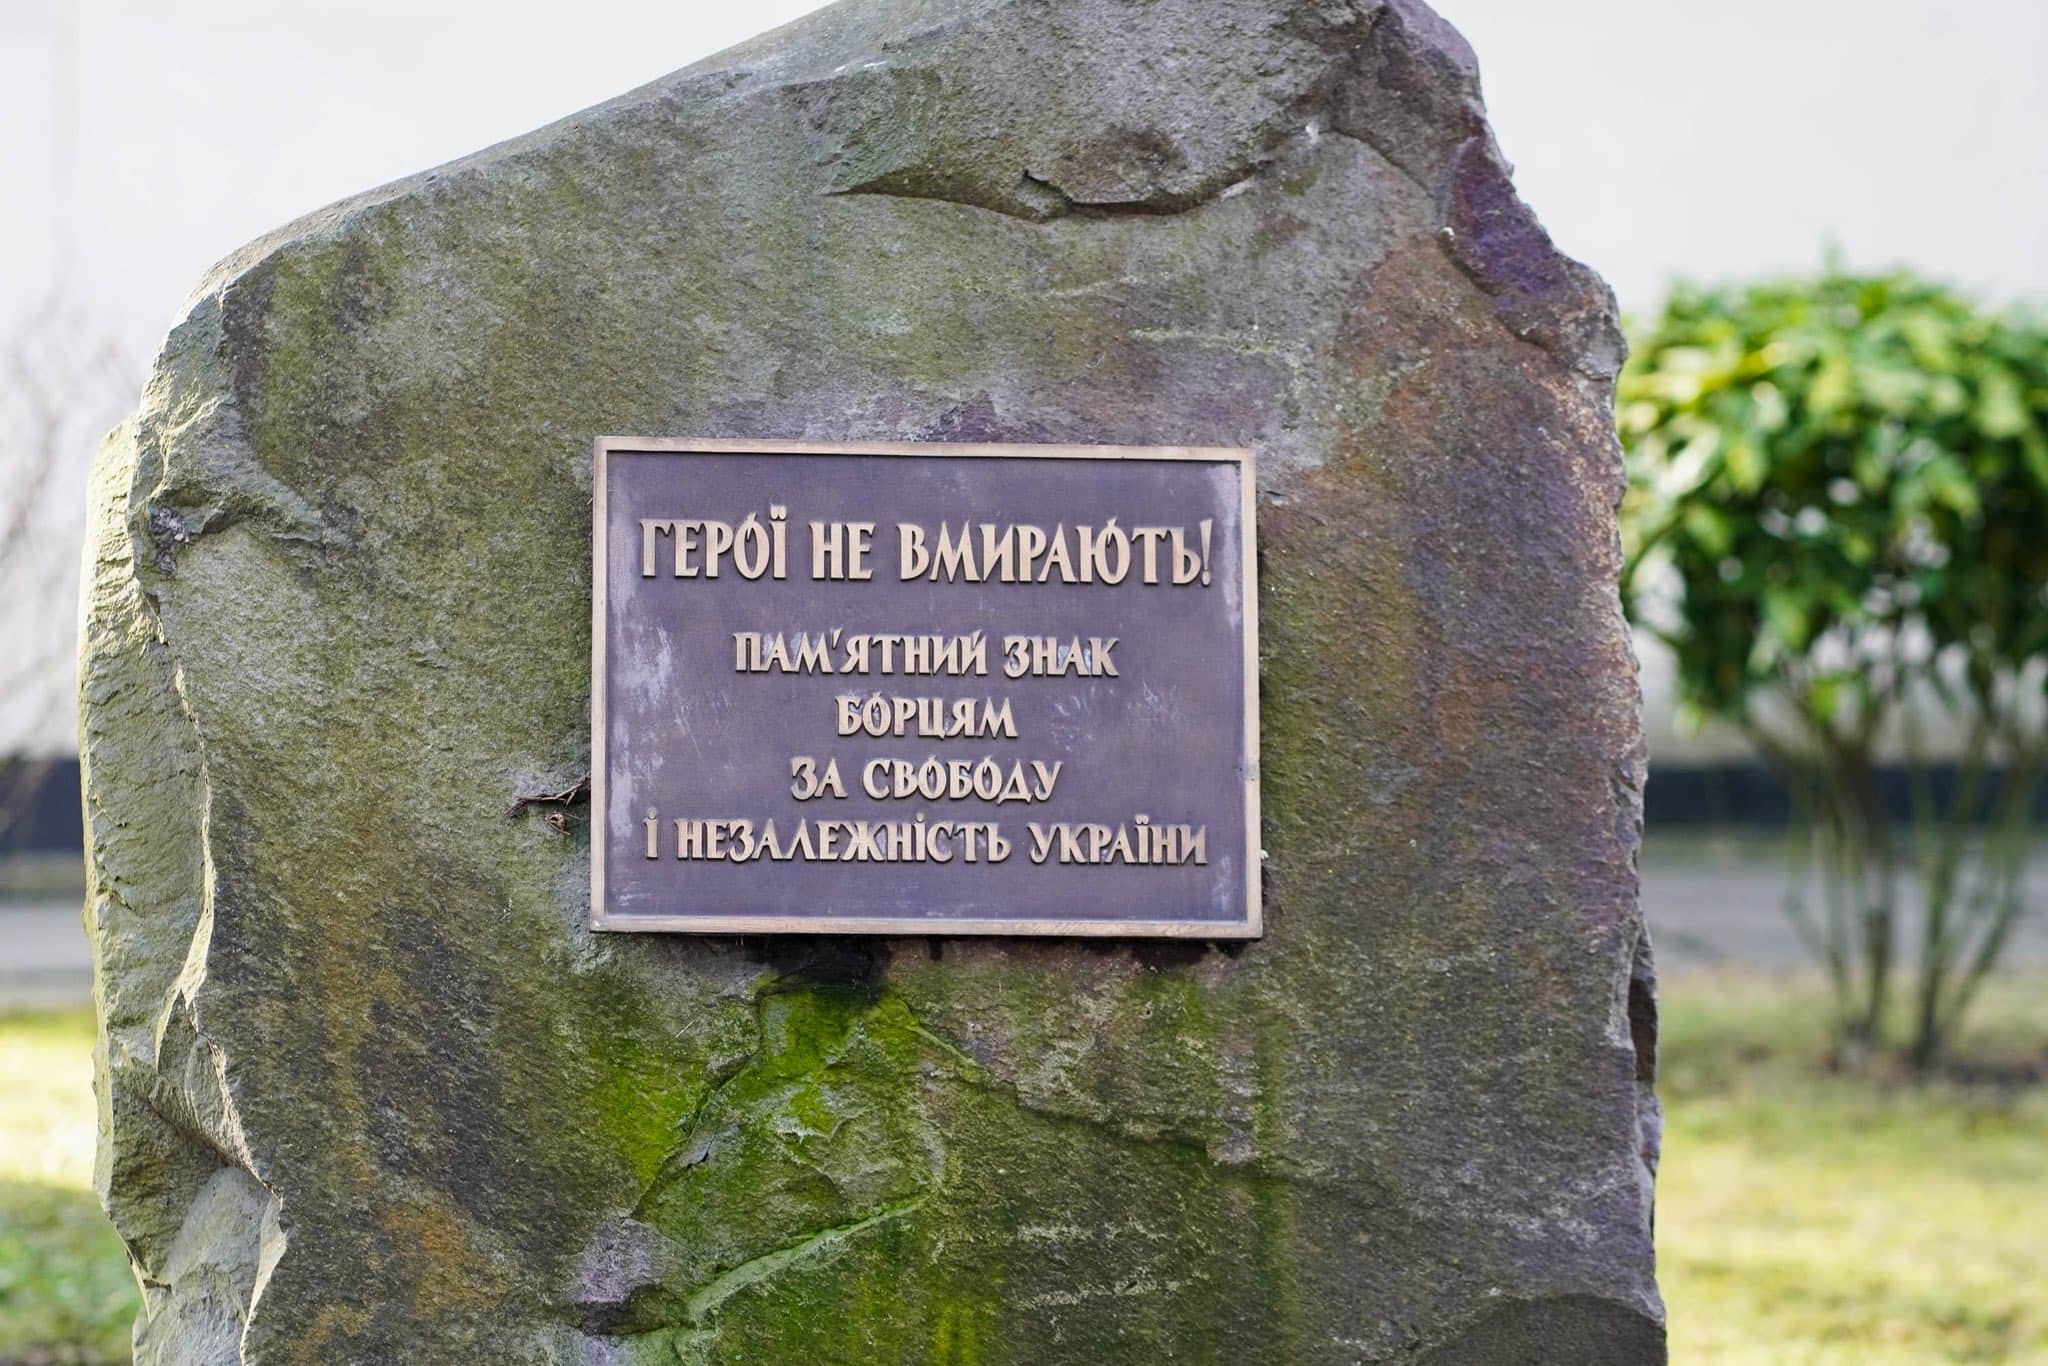 ГЕРОЇ НЕ ВМИРАЮТЬ!
ПАМ'ЯТНИЙ ЗНАК
БОРЦЯМ
ЗА СВОБОДУ
І НЕЗАЛЕЖНІСТЬ УКРАЇНИ